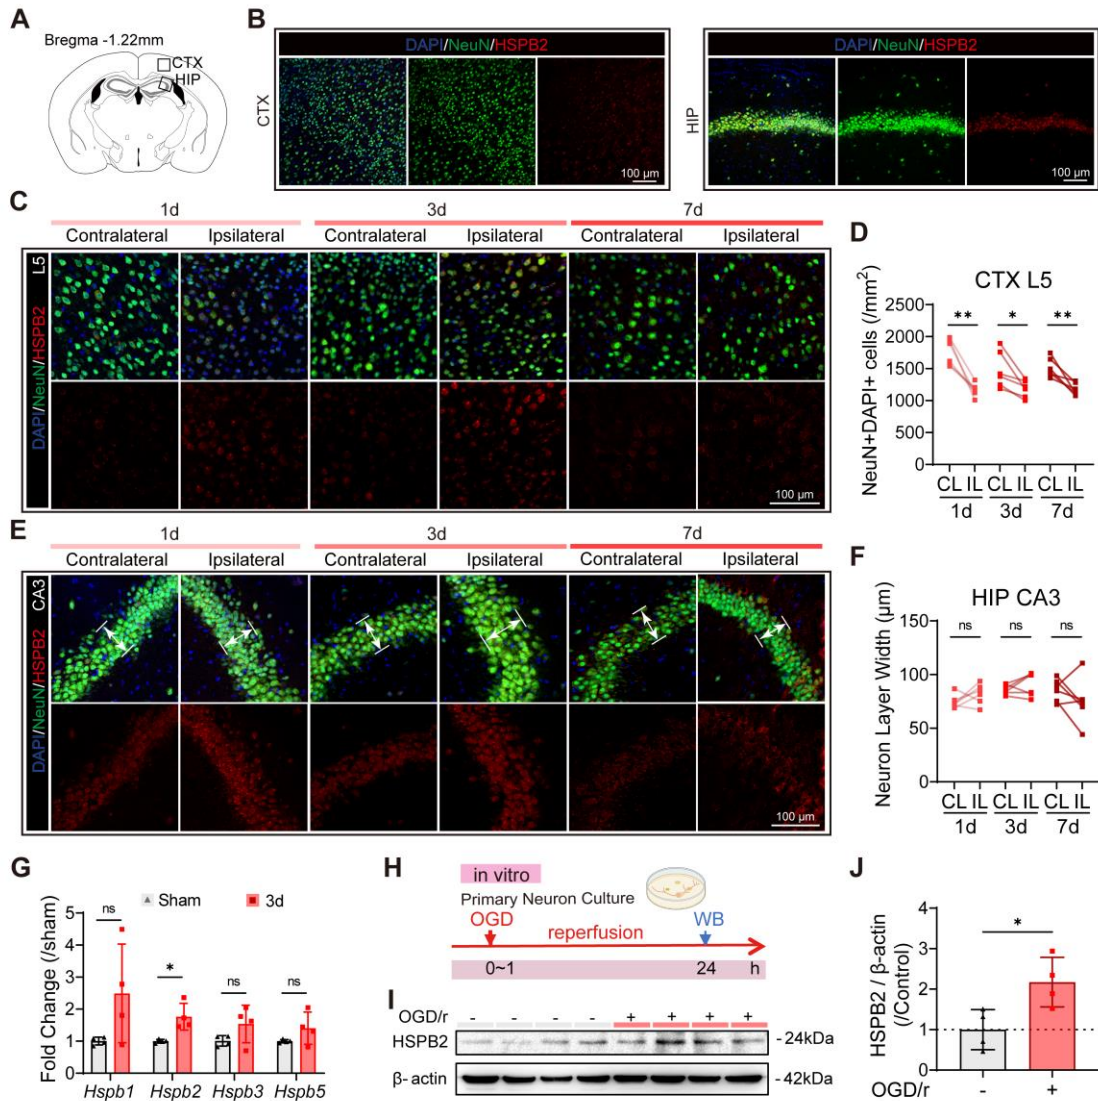 A
Bregma -1.22mm
CTX
HIP
B
DAPI/NeuN/HSPB2
CTX
100 μm
DAPI/NeuN/HSPB2
HIP
100 μm
C
1d
3d
7d
Contralateral Ipsilateral Contralateral Ipsilateral Contralateral Ipsilateral
L5
DAPI/NeuN/HSPB2
100 μm
D
CTX L5
NeuN+DAPI+ cells (/mm²)
2500
2000
1500
1000
500
0
** * **
CL IL CL IL CL IL
1d 3d 7d
E
1d
3d
7d
Contralateral Ipsilateral Contralateral Ipsilateral Contralateral Ipsilateral
CA3
DAPI/NeuN/HSPB2
100 μm
F
HIP CA3
Neuron Layer Width (μm)
150
100
50
0
ns ns ns
CL IL CL IL CL IL
1d 3d 7d
G
Sham 3d
Fold Change (/sham)
5
4
3
2
1
0
ns * ns ns
Hspb1 Hspb2 Hspb3 Hspb5
H
in vitro
Primary Neuron Culture
OGD
reperfusion
WB
0~1 24 h
I
OGD/r - - - - + + + +
HSPB2 - 24kDa
β- actin - 42kDa
J
HSPB2 / β-actin
(/Control)
4
3
2
1
0
*
OGD/r - +